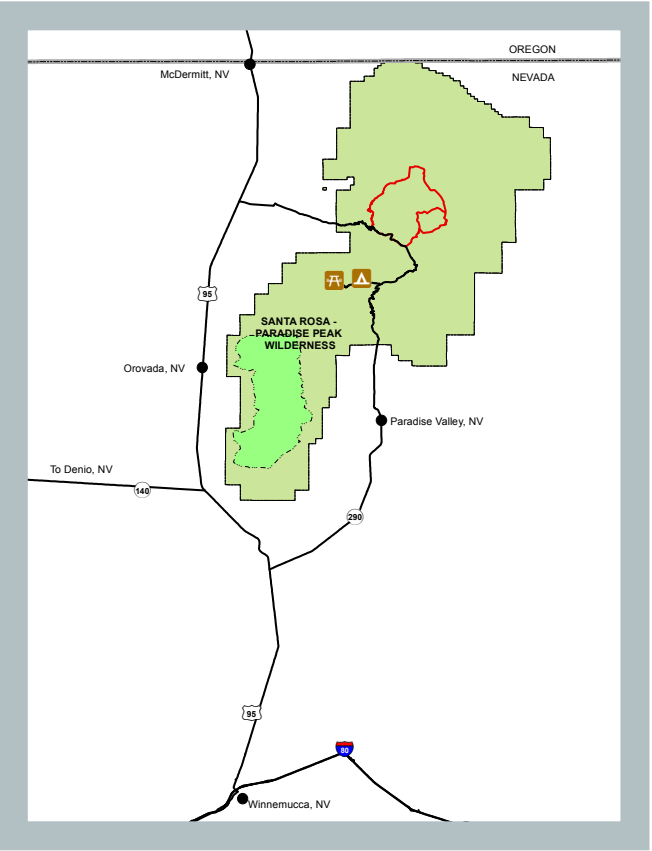 OREGON
McDermitt, NV
NEVADA
95
SANTA ROSA -
PARADISE PEAK
WILDERNESS
Orovada, NV
Paradise Valley, NV
To Denio, NV
140
290
95
80
Winnemucca, NV